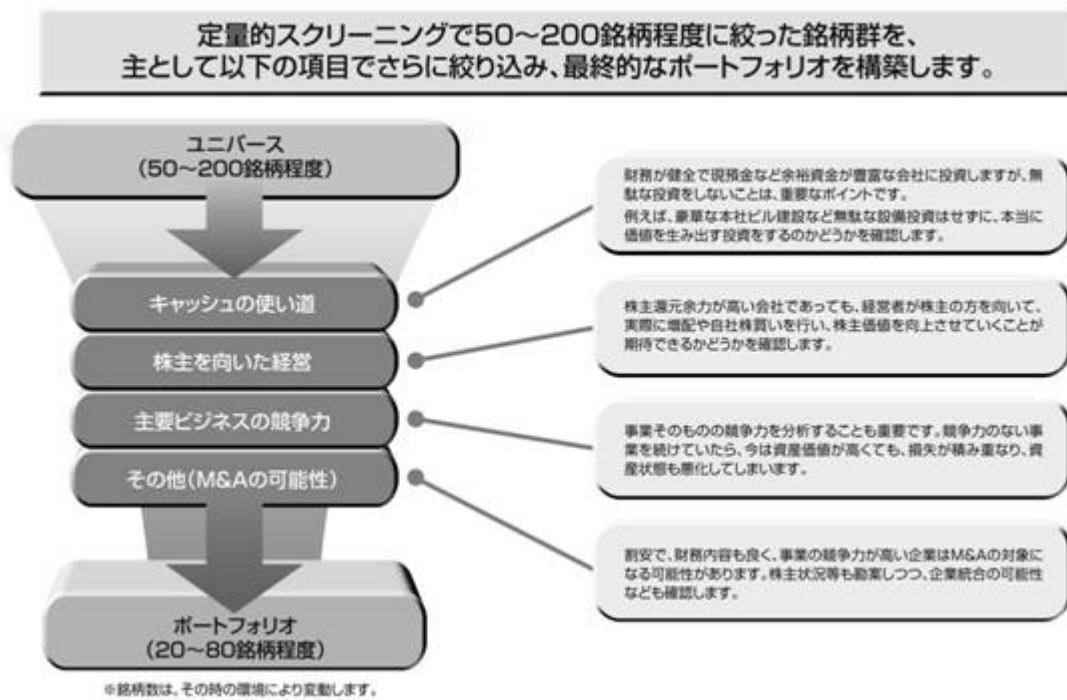 定量的スクリーニングで50～200銘柄程度に絞った銘柄群を、
主として以下の項目でさらに絞り込み、最終的なポートフォリオを構築します。
ユニバース
（50～200銘柄程度）
キャッシュの使い道
株主を向いた経営
主要ビジネスの競争力
その他（M&Aの可能性）
ポートフォリオ
（20～80銘柄程度）
※銘柄数は、その時の環境により変動します。
財務が健全で現預金など余裕資金が豊富な会社に投資しますが、無
駄な投資をしないことは、重要なポイントです。
例えば、豪華な本社ビル建設など無駄な設備投資はせずに、本当に
価値を生み出す投資をするのかどうかを確認します。
株主還元余力が高い会社であっても、経営者が株主の方を向いて、
実際に増配や自社株買いを行い、株主価値を向上させていくことが
期待できるかどうかを確認します。
事業そのものの競争力を分析することも重要です。競争力のない事
業を続けていたら、今は資産価値が高くても、損失が積み重なり、資
産状態も悪化してしまいます。
割安で、財務内容も良く、事業の競争力が高い企業はM&Aの対象に
なる可能性があります。株主状況等も勘案しつつ、企業統合の可能性
なども確認します。